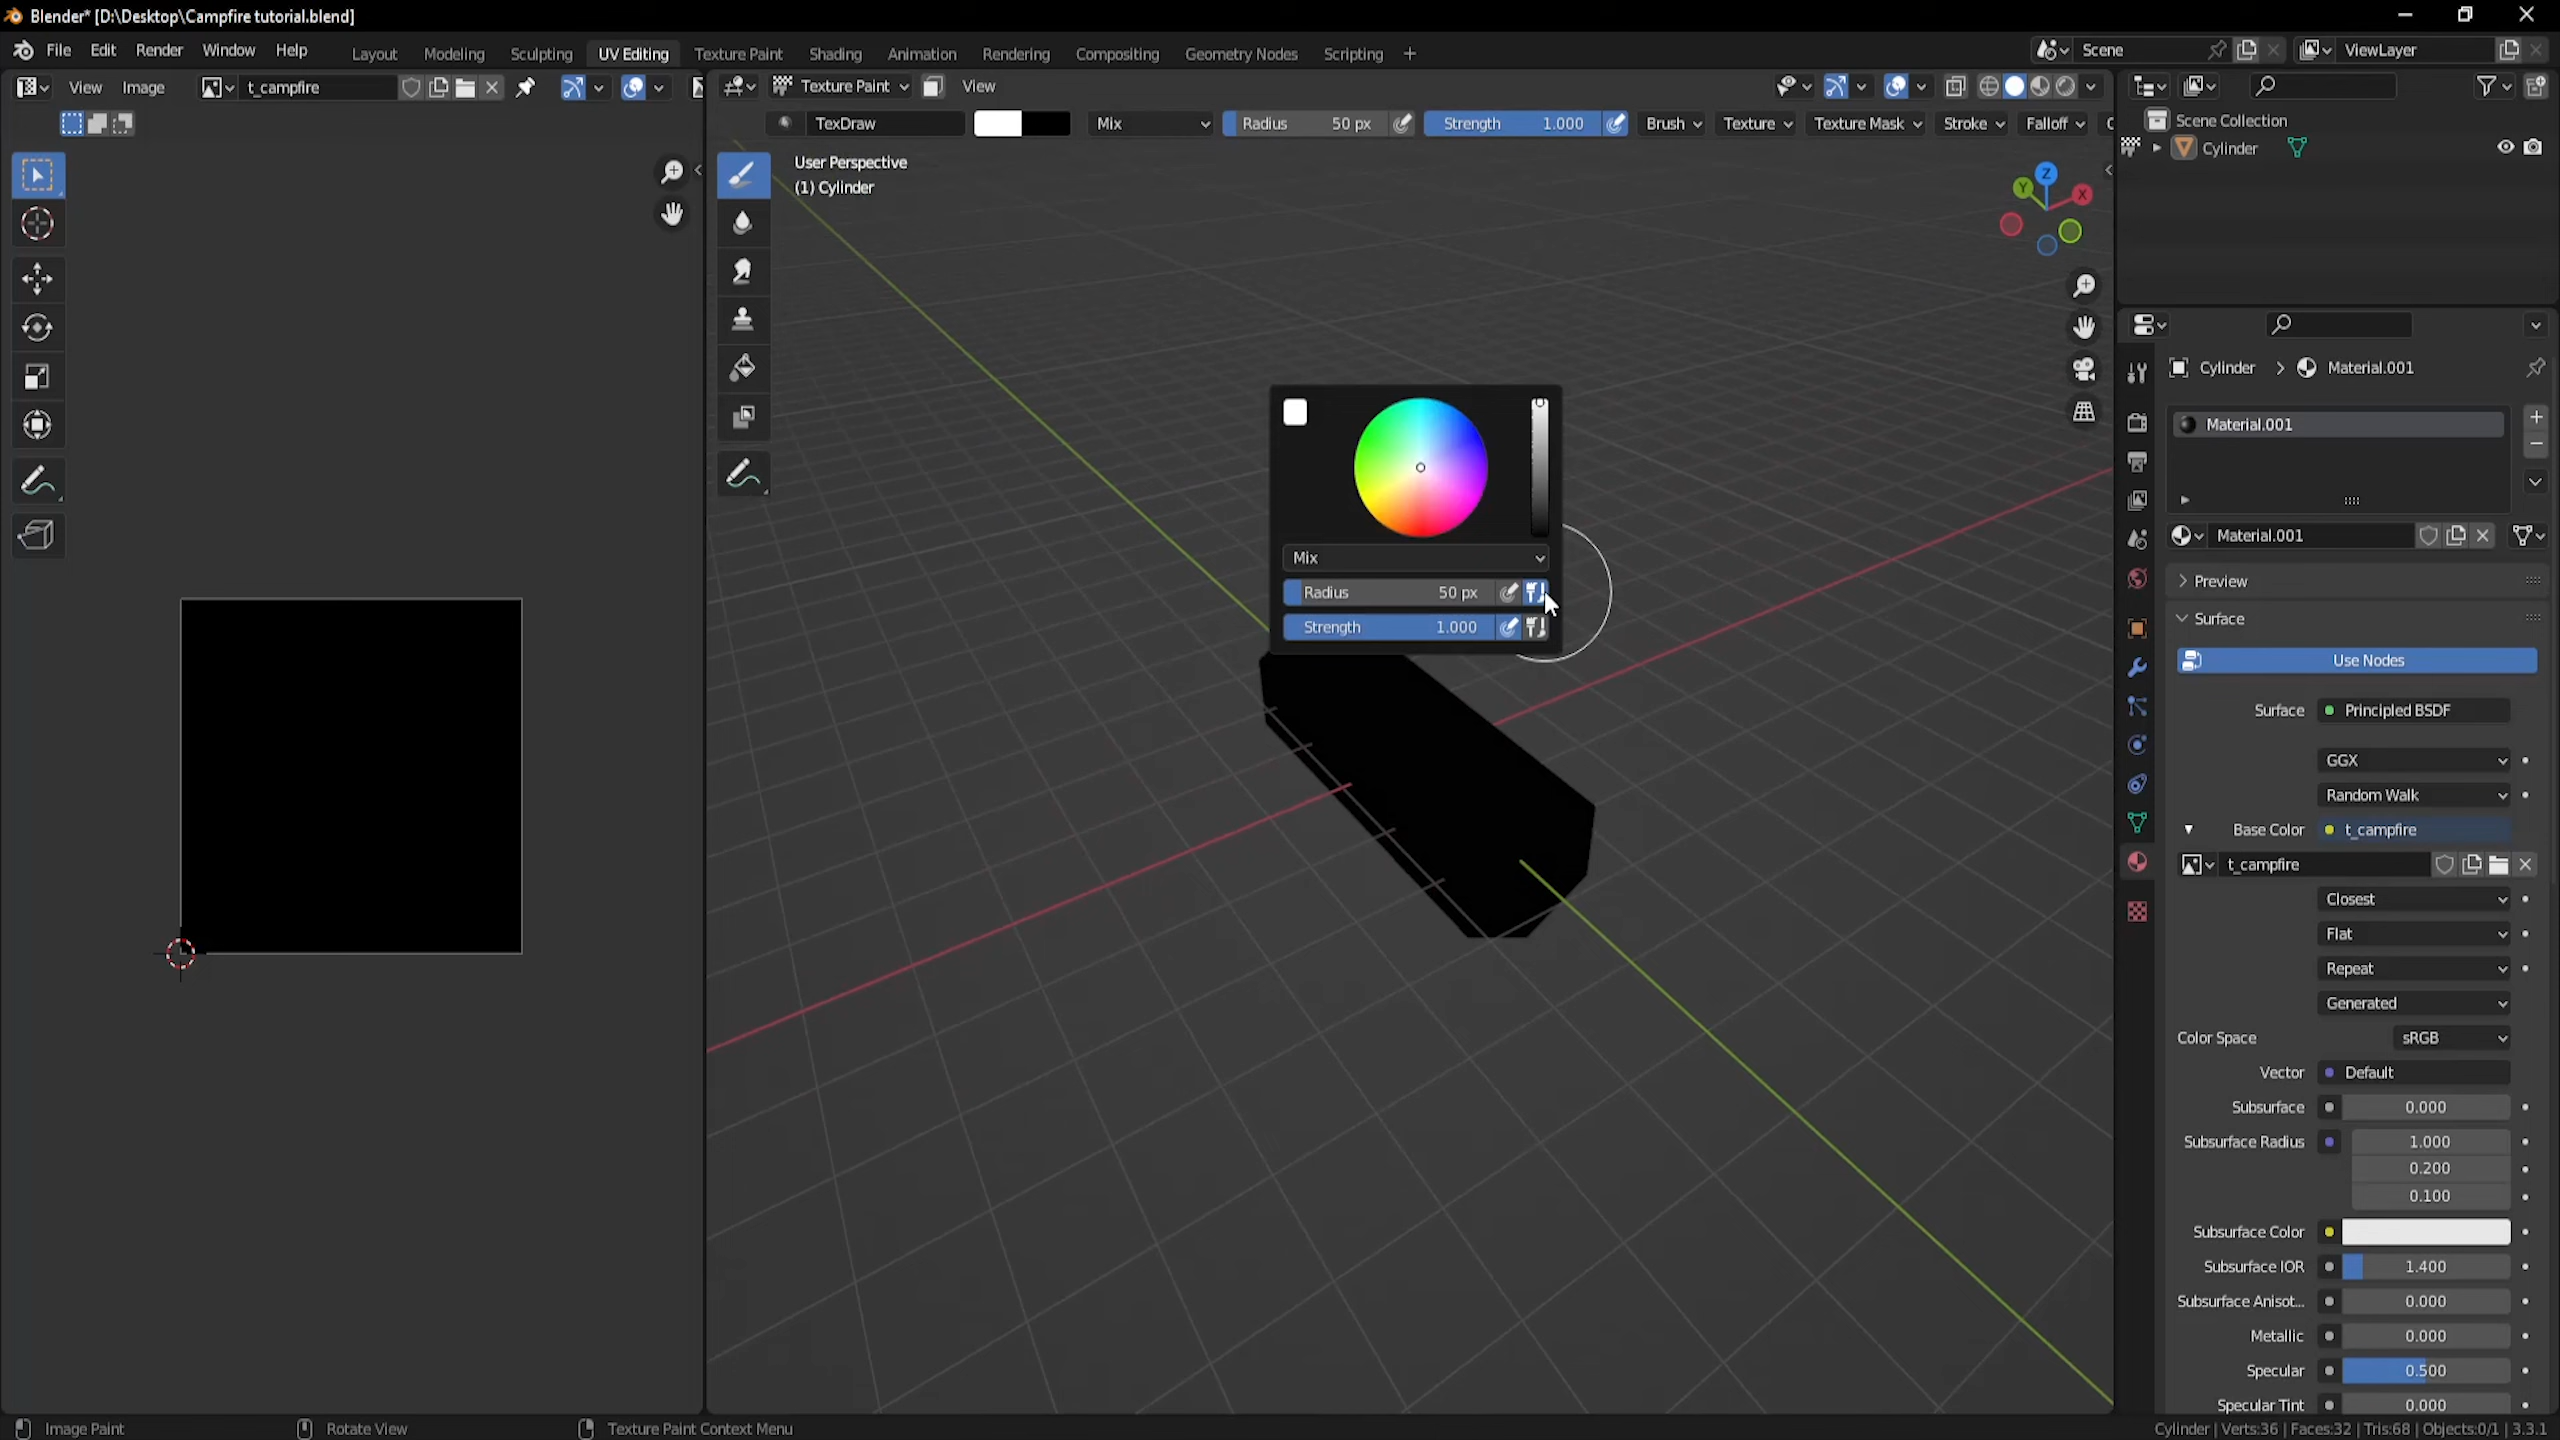 Blender* [D:\Desktop\Campfire tutorial.blend]
File Edit Render Window Help Layout Modeling Sculpting UV Editing Texture Paint Shading Animation Rendering Compositing Geometry Nodes Scripting + Scene ViewLayer
View Image t_campfire Texture Paint View
TexDraw Mix Radius 50 px Strength 1.000 Brush Texture Texture Mask Stroke Falloff
Scene Collection
Cylinder
User Perspective
(1) Cylinder
Z
Y
X
Mix
Radius 50 px
Strength 1.000
Cylinder > Material.001
Material.001
Material.001
Preview
Surface
Use Nodes
Surface Principled BSDF
GGX
Random Walk
Base Color t_campfire
t_campfire
Closest
Flat
Repeat
Generated
Color Space sRGB
Vector Default
Subsurface 0.000
Subsurface Radius 1.000
0.200
0.100
Subsurface Color
Subsurface IOR 1.400
Subsurface Anisot... 0.000
Metallic 0.000
Specular 0.500
Specular Tint 0.000
Image Paint Rotate View Texture Paint Context Menu Cylinder | Verts:36 | Faces:32 | Tris:68 | Objects:0/1 | 3.3.1